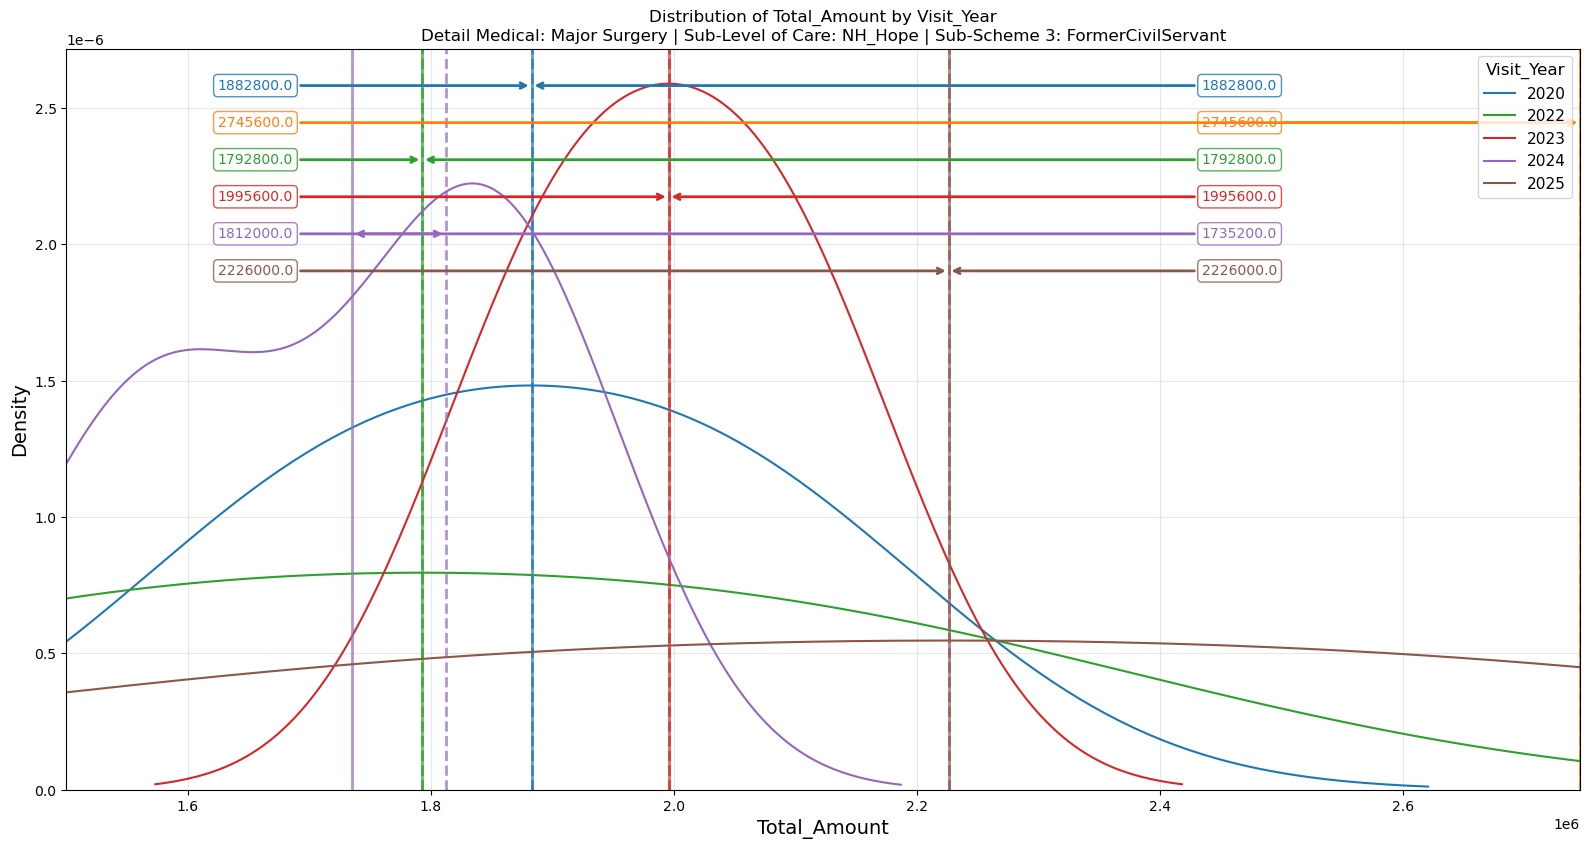 Distribution of Total_Amount by Visit_Year
Detail Medical: Major Surgery | Sub-Level of Care: NH_Hope | Sub-Scheme 3: FormerCivilServant
1e−6
Visit_Year
2020
2022
2023
2024
2025
1882800.0 1882800.0
2745600.0 2745600.0
1792800.0 1792800.0
1995600.0 1995600.0
1812000.0 1735200.0
2226000.0 2226000.0
2.5
2.0
1.5
1.0
0.5
0.0
Density
1.6 1.8 2.0 2.2 2.4 2.6
1e6
Total_Amount